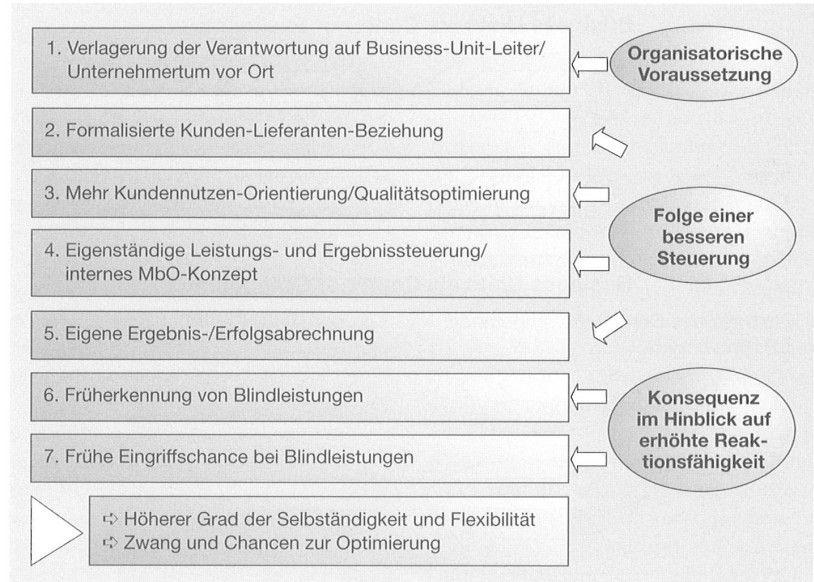 1. Verlagerung der Verantwortung auf Business-Unit-Leiter/
Unternehmertum vor Ort
Organisatorische
Voraussetzung
2. Formalisierte Kunden-Lieferanten-Beziehung
3. Mehr Kundennutzen-Orientierung/Qualitätsoptimierung
4. Eigenständige Leistungs- und Ergebnissteuerung/
internes MbO-Konzept
5. Eigene Ergebnis-/Erfolgsabrechnung
Folge einer
besseren
Steuerung
6. Früherkennung von Blindleistungen
7. Frühe Eingriffschance bei Blindleistungen
Konsequenz
im Hinblick auf
erhöhte Reak-
tionsfähigkeit
⇨ Höherer Grad der Selbständigkeit und Flexibilität
⇨ Zwang und Chancen zur Optimierung